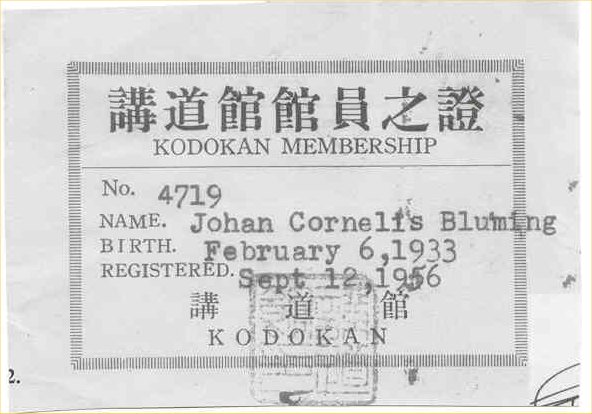 講道館館員之證
KODOKAN MEMBERSHIP
No. 4719
NAME. Johan Cornelis Bluming
BIRTH. February 6,1933
REGISTERED. Sept 12,1956
講道館
KODOKAN
2.